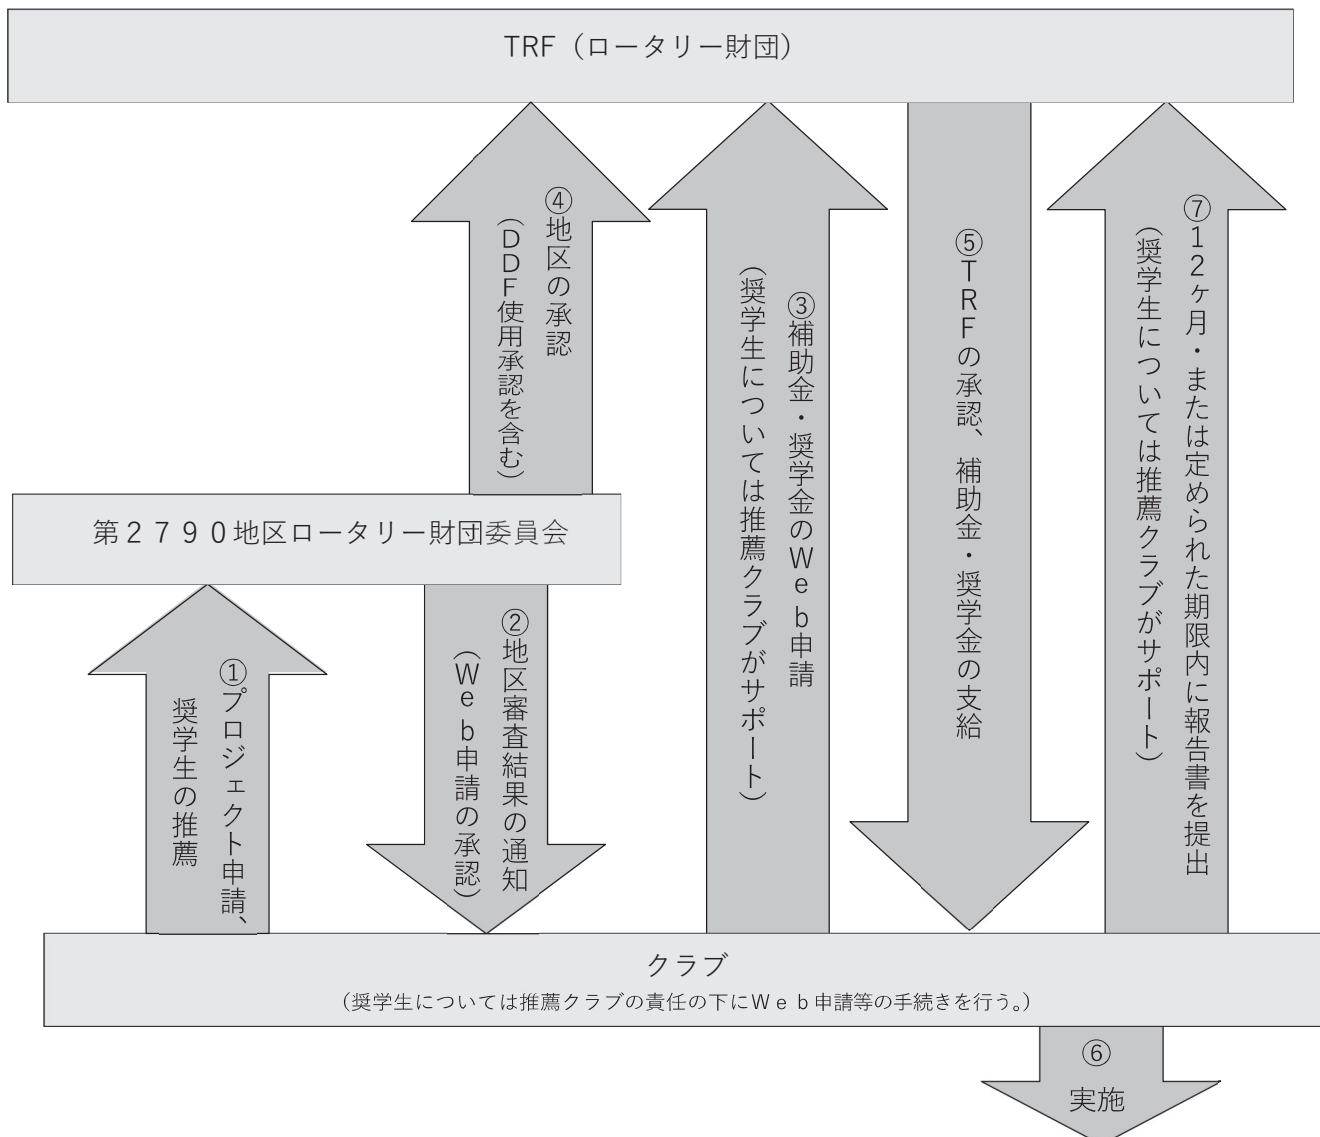 TRF（ロータリー財団）
④地区の承認
（DDF使用承認を含む）
③補助金・奨学金のWeb申請
（奨学生については推薦クラブがサポート）
⑤TRFの承認、補助金・奨学金の支給
⑦12ヶ月・または定められた期限内に報告書を提出
（奨学生については推薦クラブがサポート）
第２７９０地区ロータリー財団委員会
①プロジェクト申請、
奨学生の推薦
②地区審査結果の通知
（Web申請の承認）
クラブ
（奨学生については推薦クラブの責任の下にＷｅｂ申請等の手続きを行う。）
⑥
実施